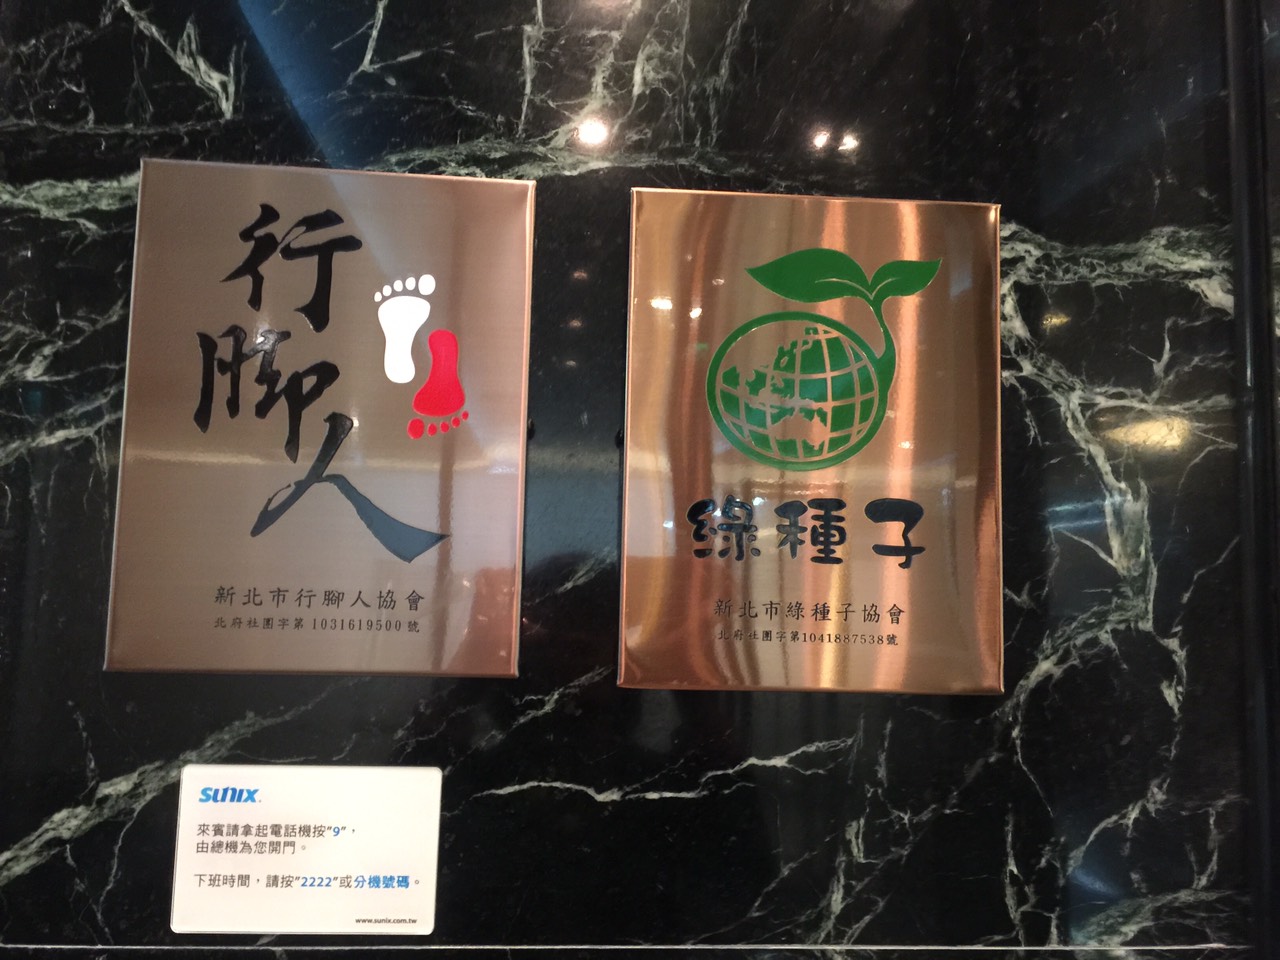 行
脚
人
新北市行腳人協會
北府社團字第1031619500號
綠種子
新北市綠種子協會
北府社團字第1041887538號
SUNIX
來賓請拿起電話機按"9"，
由總機為您開門。
下班時間，請按"2222"或分機號碼。
www.sunix.com.tw